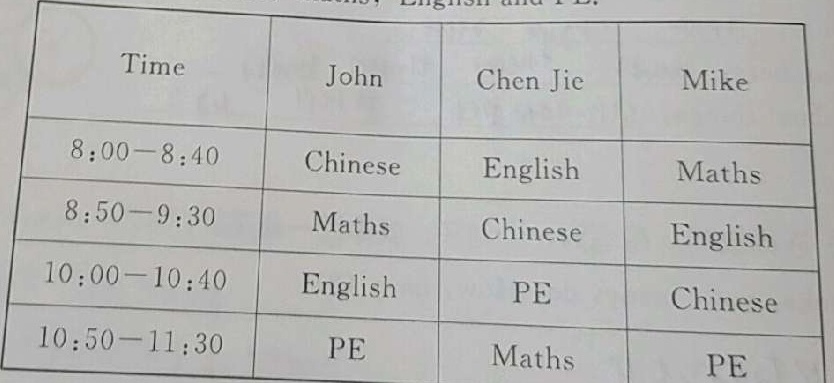 English and PE.
Time John Chen Jie Mike
8:00—8:40 Chinese English Maths
8:50—9:30 Maths Chinese English
10:00—10:40 English PE Chinese
10:50—11:30 PE Maths PE